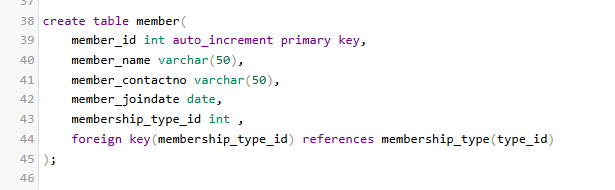 37
38 create table member(
39     member_id int auto_increment primary key,
40     member_name varchar(50),
41     member_contactno varchar(50),
42     member_joindate date,
43     membership_type_id int ,
44     foreign key(membership_type_id) references membership_type(type_id)
45 );
46